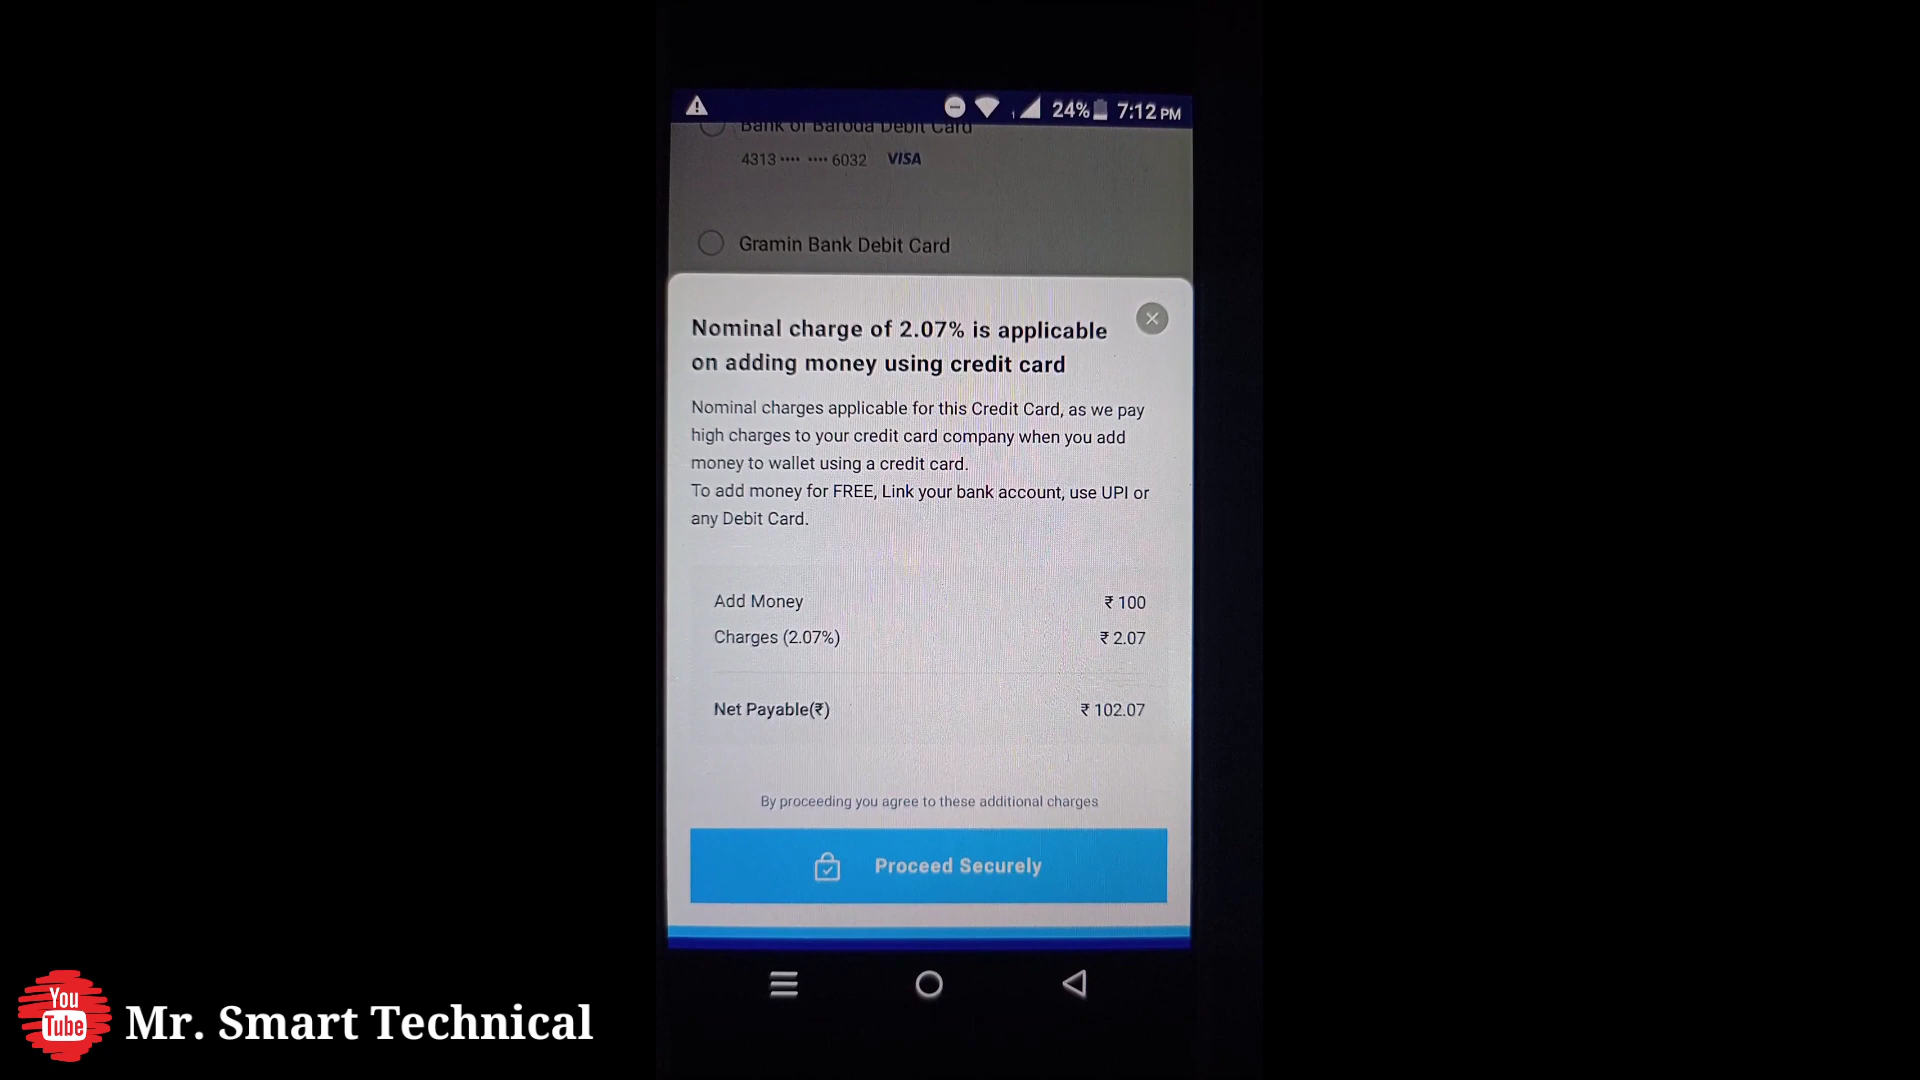 24% 7:12 PM
Bank of Baroda Debit Card
4313 •••• •••• 6032 VISA
Gramin Bank Debit Card
Nominal charge of 2.07% is applicable
on adding money using credit card
Nominal charges applicable for this Credit Card, as we pay
high charges to your credit card company when you add
money to wallet using a credit card.
To add money for FREE, Link your bank account, use UPI or
any Debit Card.
Add Money ₹ 100
Charges (2.07%) ₹ 2.07
Net Payable(₹) ₹ 102.07
By proceeding you agree to these additional charges
Proceed Securely
You
Tube
Mr. Smart Technical